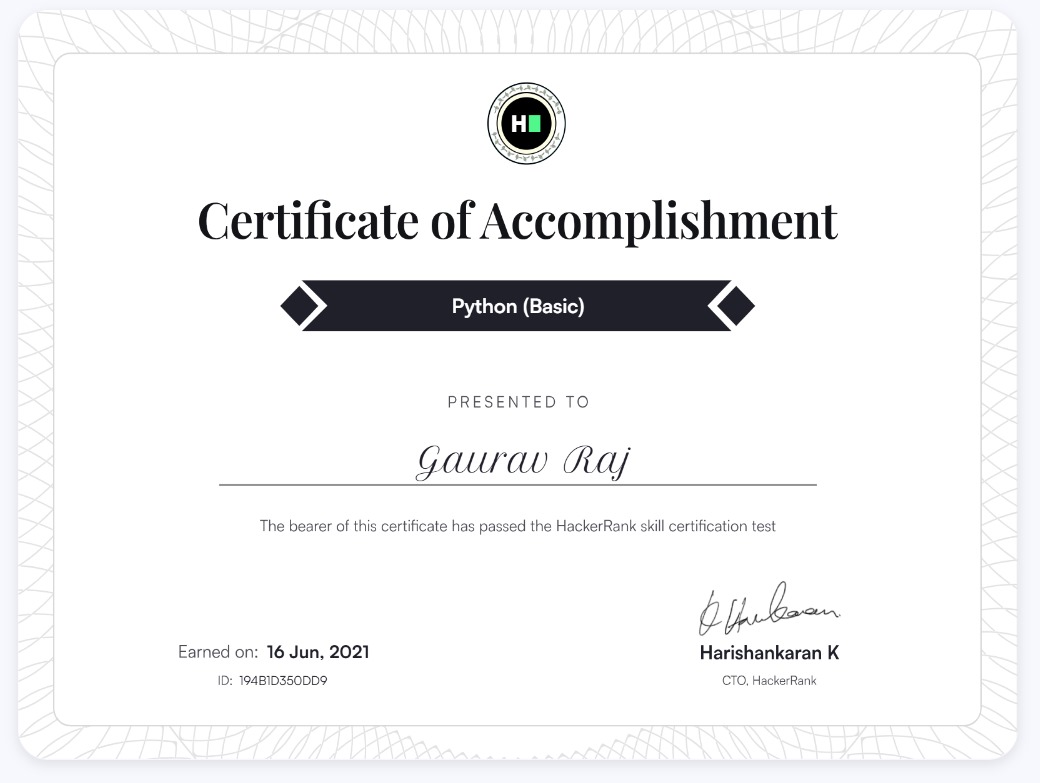 H
Certificate of Accomplishment
Python (Basic)
PRESENTED TO
Gaurav Raj
The bearer of this certificate has passed the HackerRank skill certification test
Earned on: 16 Jun, 2021
ID: 194B1D350DD9
Harishankaran K
CTO, HackerRank